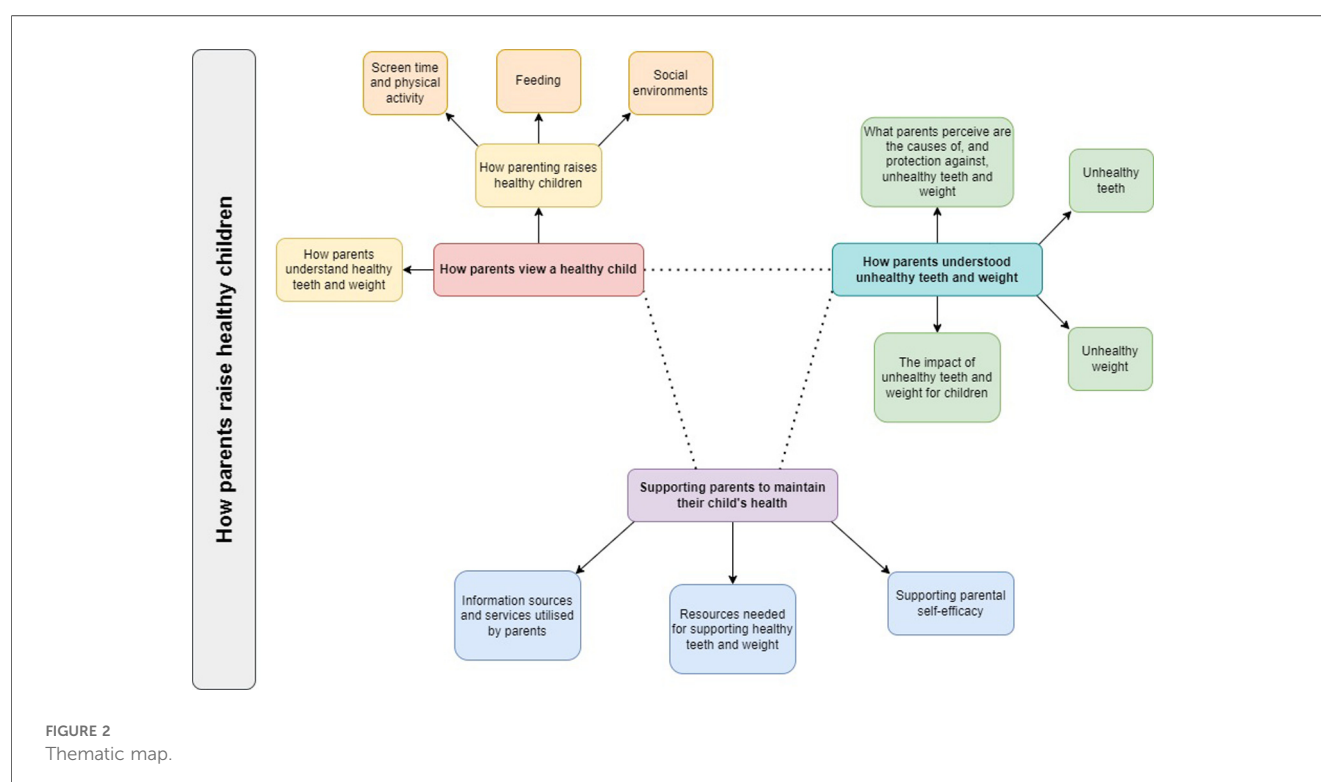 How parents raise healthy children
Screen time
and physical
activity
Feeding
Social
environments
How parenting raises
healthy children
How parents
understand healthy
teeth and weight
How parents view a healthy child
What parents perceive are
the causes of, and
protection against,
unhealthy teeth and
weight
Unhealthy
teeth
How parents understood
unhealthy teeth and weight
The impact of
unhealthy teeth and
weight for children
Unhealthy
weight
Supporting parents to maintain
their child's health
Information sources
and services utilised
by parents
Resources needed
for supporting healthy
teeth and weight
Supporting parental
self-efficacy
FIGURE 2
Thematic map.